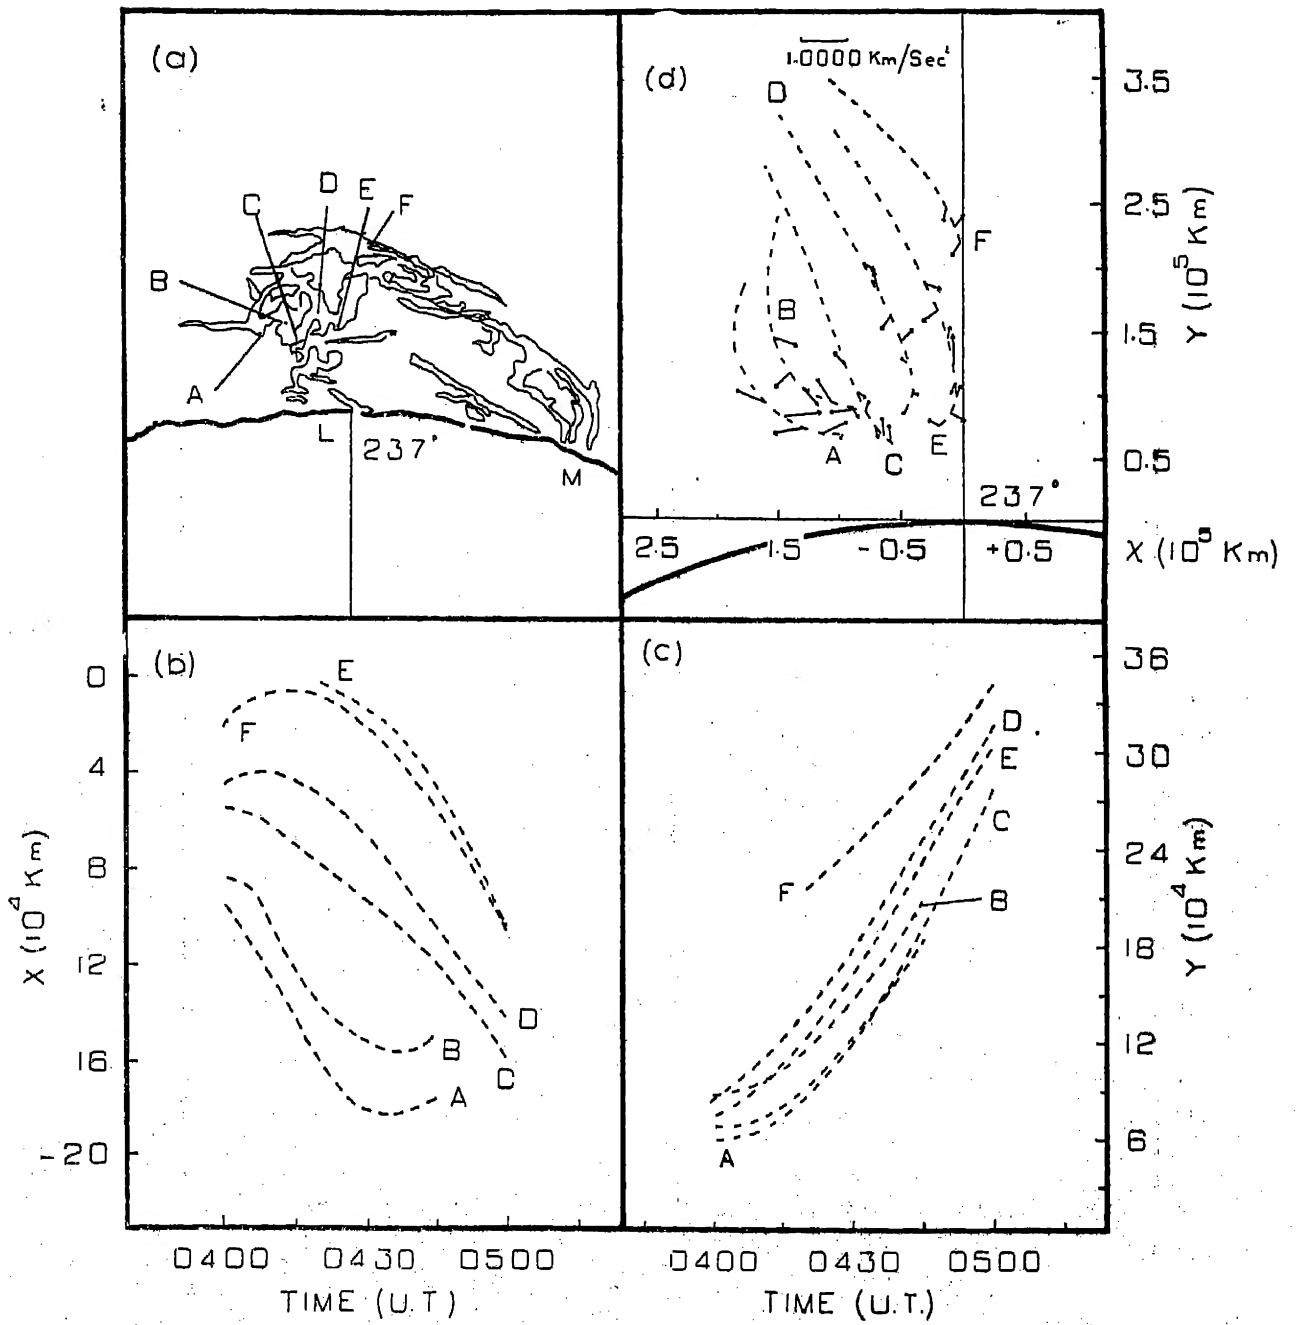 (a)
D
E
C
F
B
A
L
237°
M
(d)
1.0000 Km/Sec²
D
F
B
A
C
E
237°
3.5
2.5
1.5
0.5
Y (10⁵ Km)
2.5
1.5
-0.5
+0.5
X (10⁵ Km)
(b)
E
F
D
B
C
A
0
4
8
12
16
-20
X (10⁴ Km)
0400
0430
0500
TIME (U.T)
(c)
D
E
C
B
F
A
36
30
24
18
12
6
Y (10⁴ Km)
0400
0430
0500
TIME (U.T.)